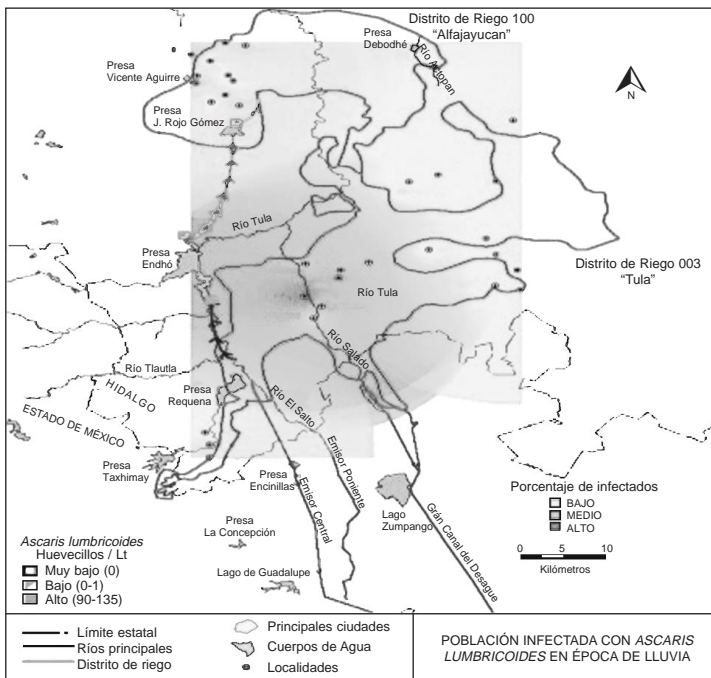 Distrito de Riego 100
“Alfajayucan”
Presa
Debodhé
Río Actopan
Presa
Vicente Aguirre
N
Presa
J. Rojo Gómez
Río Tula
Presa
Endhó
Distrito de Riego 003
“Tula”
Río Tula
Río Salado
Río Tlautla
HIDALGO
Presa
Requena
Río El Salto
ESTADO DE MÉXICO
Presa
Taxhimay
Presa
Encinillas
Emisor Poniente
Emisor Central
Lago
Zumpango
Grán Canal del Desague
Porcentaje de infectados
BAJO
MEDIO
ALTO
Presa
La Concepción
Lago de Guadalupe
0 5 10
Kilómetros
Ascaris lumbricoides
Huevecillos / Lt
Muy bajo (0)
Bajo (0-1)
Alto (90-135)
Límite estatal
Ríos principales
Distrito de riego
Principales ciudades
Cuerpos de Agua
Localidades
POBLACIÓN INFECTADA CON ASCARIS
LUMBRICOIDES EN ÉPOCA DE LLUVIA